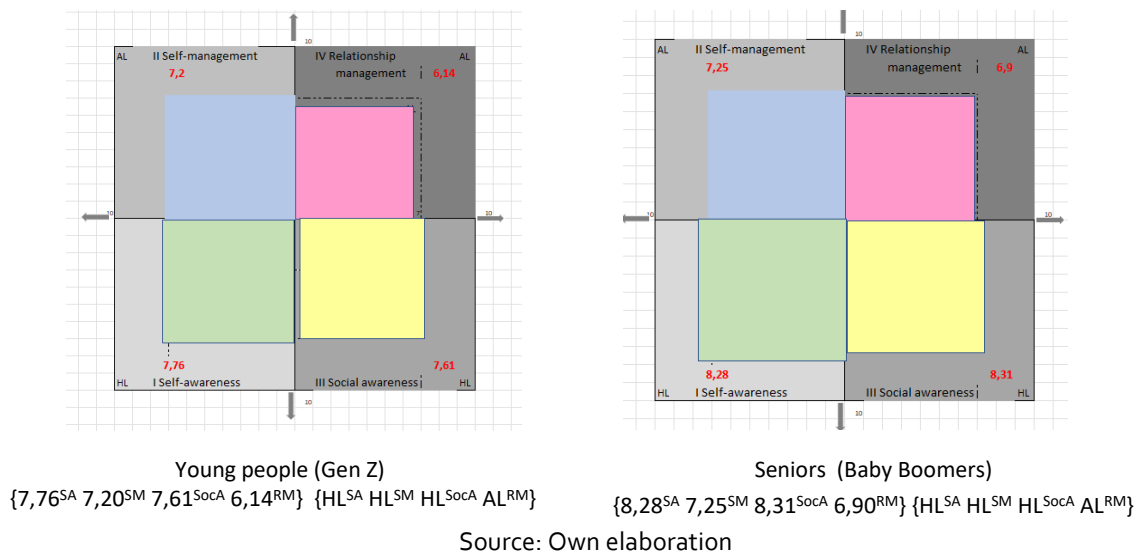 10
AL II Self-management IV Relationship AL
7,2 management 6,14
10 10
7,76 7,61
HL I Self-awareness III Social awareness HL
10
10
AL II Self-management IV Relationship AL
7,25 management 6,9
10 10
8,28 8,31
HL I Self-awareness III Social awareness HL
10
Young people (Gen Z)
{7,76ˢᴬ 7,20ˢᴹ 7,61ˢᵒᶜᴬ 6,14ᴿᴹ} {HLˢᴬ HLˢᴹ HLˢᵒᶜᴬ ALᴿᴹ}
Seniors (Baby Boomers)
{8,28ˢᴬ 7,25ˢᴹ 8,31ˢᵒᶜᴬ 6,90ᴿᴹ} {HLˢᴬ HLˢᴹ HLˢᵒᶜᴬ ALᴿᴹ}
Source: Own elaboration